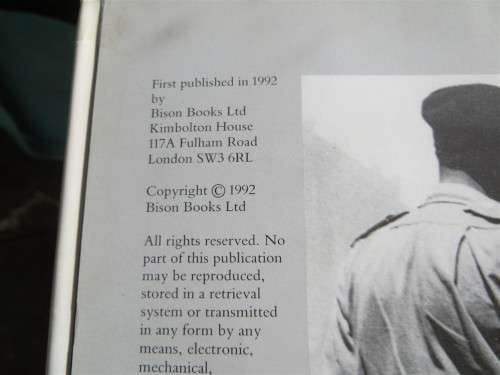 First published in 1992
by
Bison Books Ltd
Kimbolton House
117A Fulham Road
London SW3 6RL
Copyright © 1992
Bison Books Ltd
All rights reserved. No
part of this publication
may be reproduced,
stored in a retrieval
system or transmitted
in any form by any
means, electronic,
mechanical,